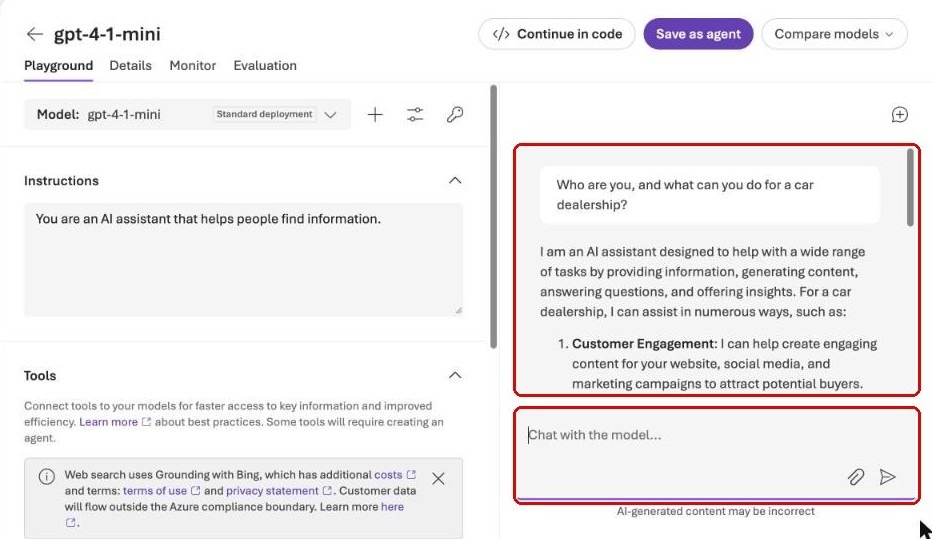 gpt-4-1-mini
Continue in code
Save as agent
Compare models
Playground
Details
Monitor
Evaluation
Model: gpt-4-1-mini
Standard deployment
Instructions
You are an AI assistant that helps people find information.
Tools
Connect tools to your models for faster access to key information and improved
efficiency. Learn more about best practices. Some tools will require creating an
agent.
Web search uses Grounding with Bing, which has additional costs
and terms: terms of use and privacy statement. Customer data
will flow outside the Azure compliance boundary. Learn more here
.
Who are you, and what can you do for a car
dealership?
I am an AI assistant designed to help with a wide range
of tasks by providing information, generating content,
answering questions, and offering insights. For a car
dealership, I can assist in numerous ways, such as:
1. Customer Engagement: I can help create engaging
content for your website, social media, and
marketing campaigns to attract potential buyers.
Chat with the model...
AI-generated content may be incorrect